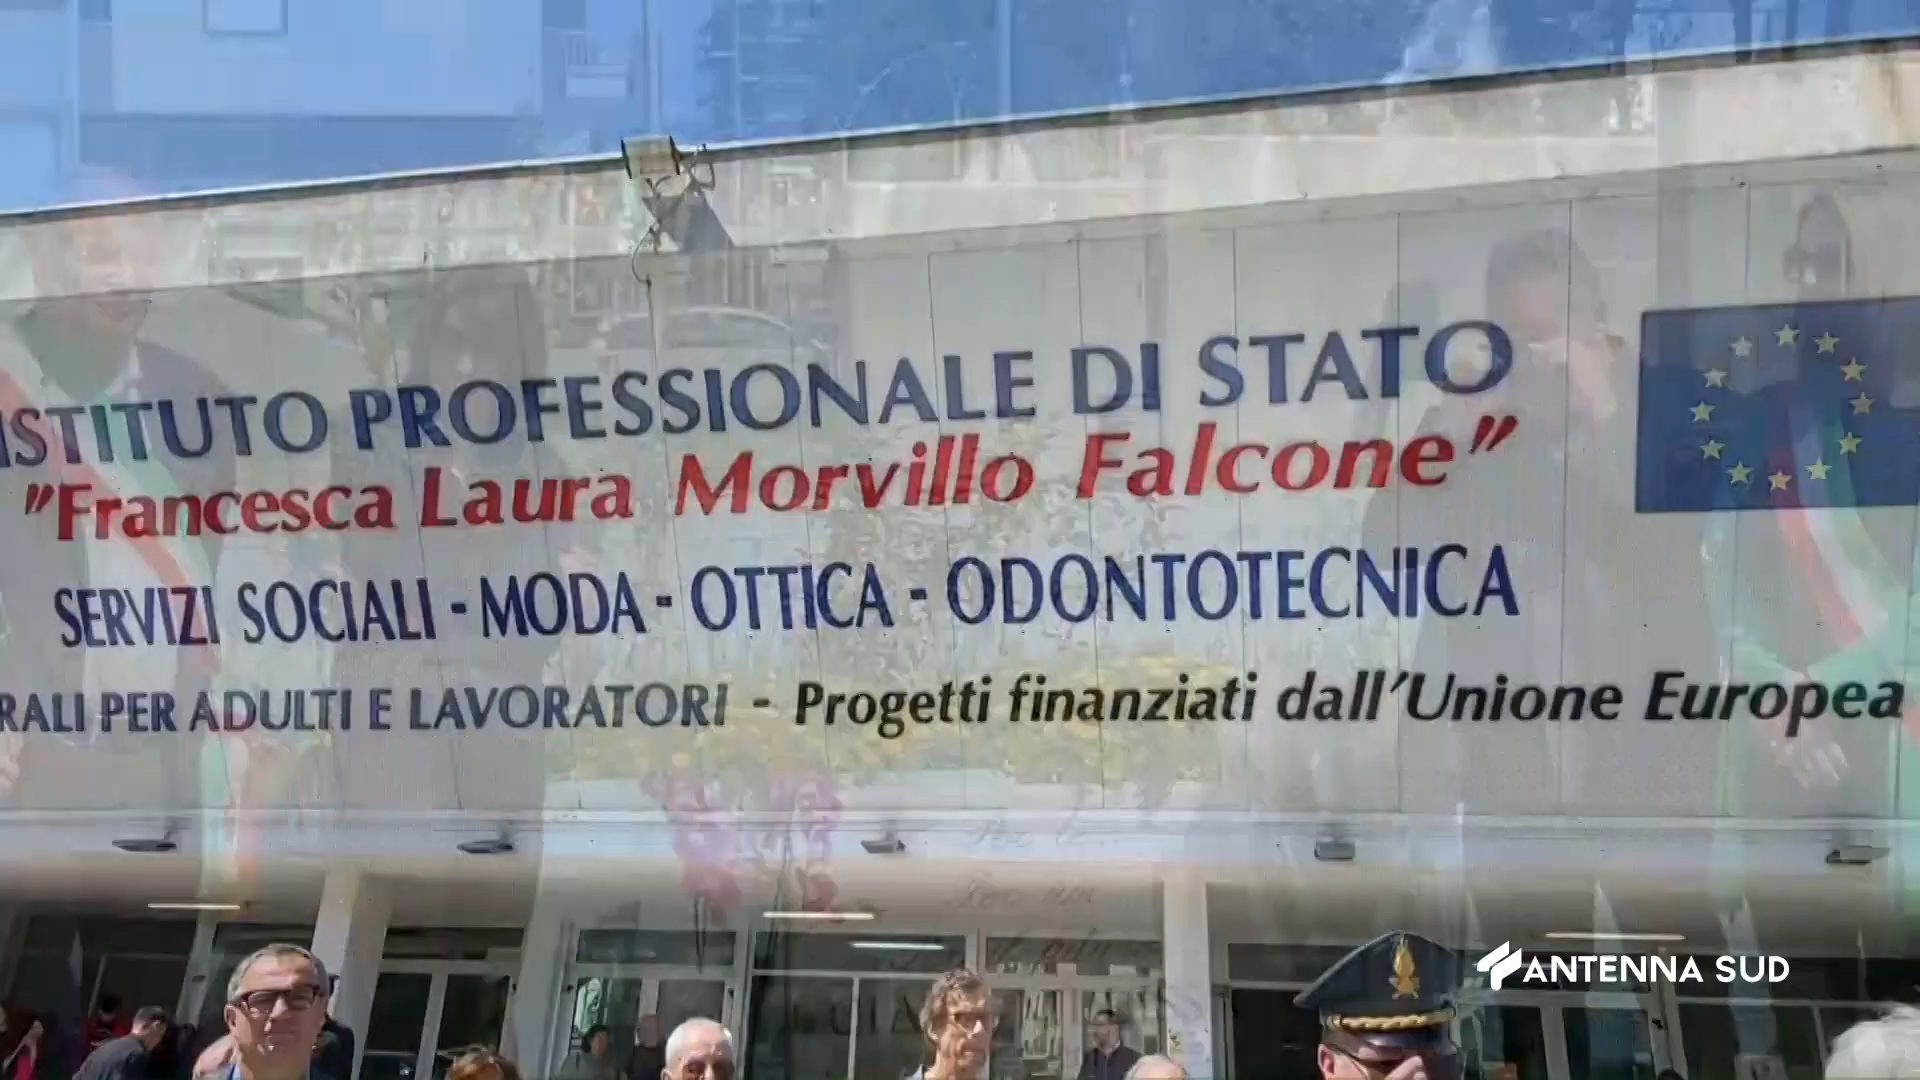 ISTITUTO PROFESSIONALE DI STATO
"Francesca Laura Morvillo Falcone"
SERVIZI SOCIALI - MODA - OTTICA - ODONTOTECNICA
RALI PER ADULTI E LAVORATORI - Progetti finanziati dall'Unione Europea
ANTENNA SUD